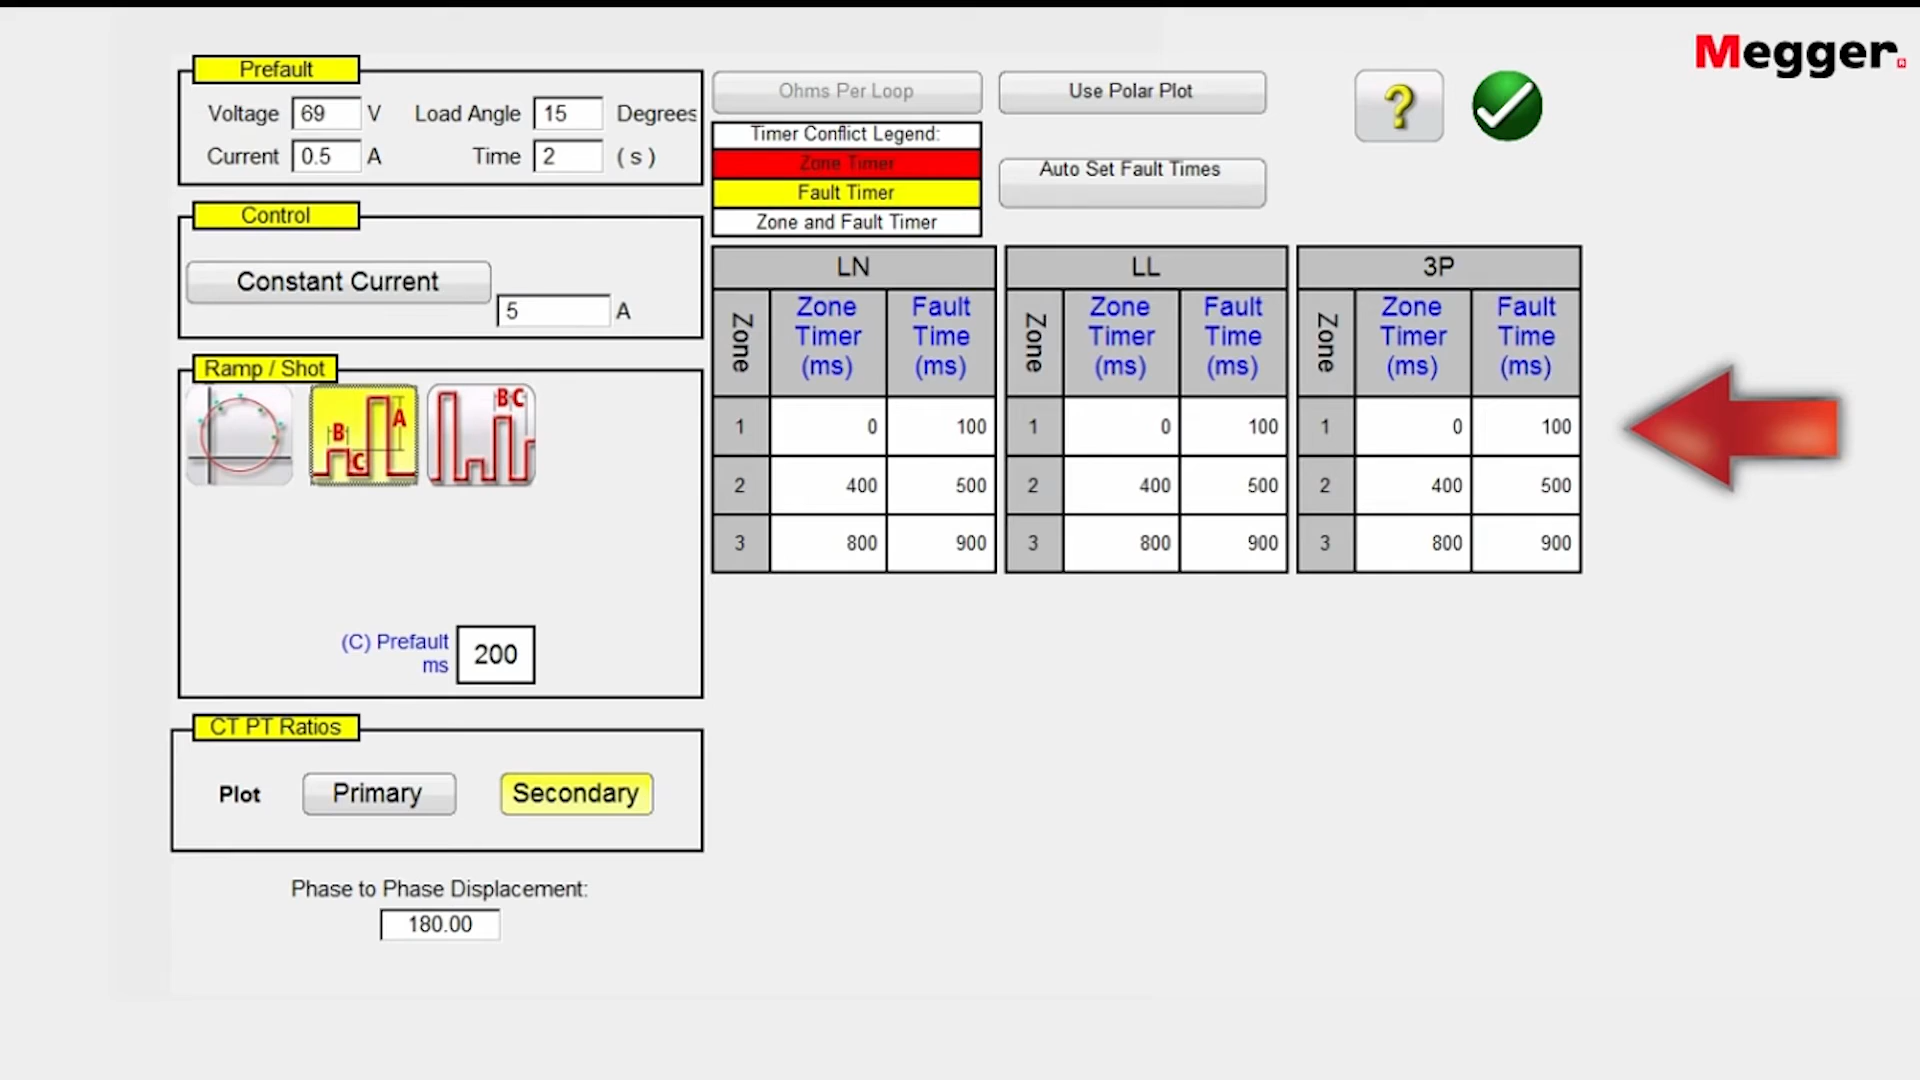 Megger.
Prefault
Voltage 69 V Load Angle 15 Degrees
Current 0.5 A Time 2 (s)
Control
Constant Current
5 A
Ramp / Shot
B C A
B C
(C) Prefault
ms
200
CT PT Ratios
Plot Primary Secondary
Phase to Phase Displacement:
180.00
Ohms Per Loop
Use Polar Plot
?
Timer Conflict Legend:
Zone Timer
Fault Timer
Zone and Fault Timer
Auto Set Fault Times
LN
Zone
Zone Timer (ms)
Fault Time (ms)
1 0 100
2 400 500
3 800 900
LL
Zone
Zone Timer (ms)
Fault Time (ms)
1 0 100
2 400 500
3 800 900
3P
Zone
Zone Timer (ms)
Fault Time (ms)
1 0 100
2 400 500
3 800 900